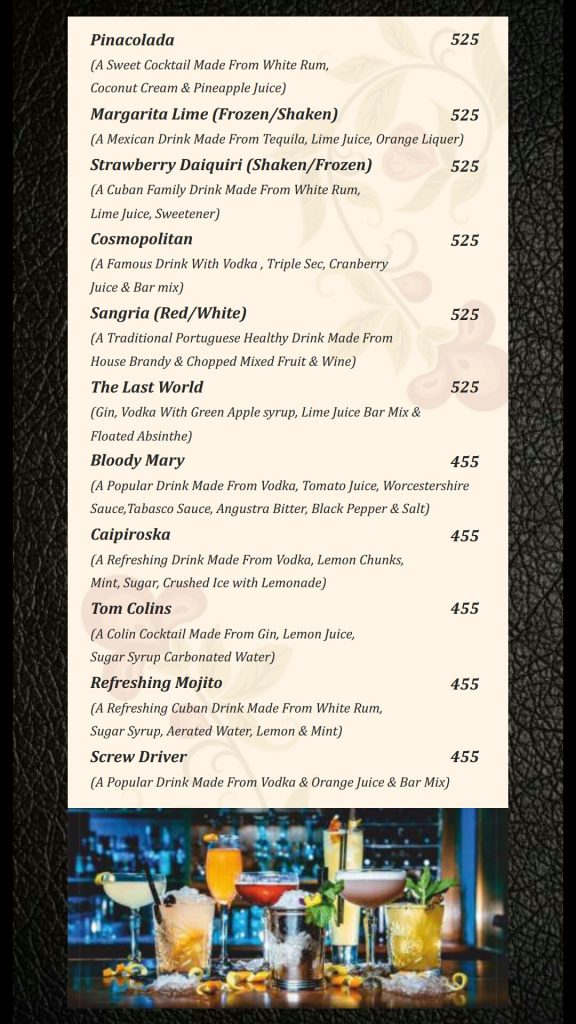 Pinacolada 525
(A Sweet Cocktail Made From White Rum,
Coconut Cream & Pineapple Juice)
Margarita Lime (Frozen/Shaken) 525
(A Mexican Drink Made From Tequila, Lime Juice, Orange Liquer)
Strawberry Daiquiri (Shaken/Frozen) 525
(A Cuban Family Drink Made From White Rum,
Lime Juice, Sweetener)
Cosmopolitan 525
(A Famous Drink With Vodka , Triple Sec, Cranberry
Juice & Bar mix)
Sangria (Red/White) 525
(A Traditional Portuguese Healthy Drink Made From
House Brandy & Chopped Mixed Fruit & Wine)
The Last World 525
(Gin, Vodka With Green Apple syrup, Lime Juice Bar Mix &
Floated Absinthe)
Bloody Mary 455
(A Popular Drink Made From Vodka, Tomato Juice, Worcestershire
Sauce,Tabasco Sauce, Angustra Bitter, Black Pepper & Salt)
Caipiroska 455
(A Refreshing Drink Made From Vodka, Lemon Chunks,
Mint, Sugar, Crushed Ice with Lemonade)
Tom Colins 455
(A Colin Cocktail Made From Gin, Lemon Juice,
Sugar Syrup Carbonated Water)
Refreshing Mojito 455
(A Refreshing Cuban Drink Made From White Rum,
Sugar Syrup, Aerated Water, Lemon & Mint)
Screw Driver 455
(A Popular Drink Made From Vodka & Orange Juice & Bar Mix)